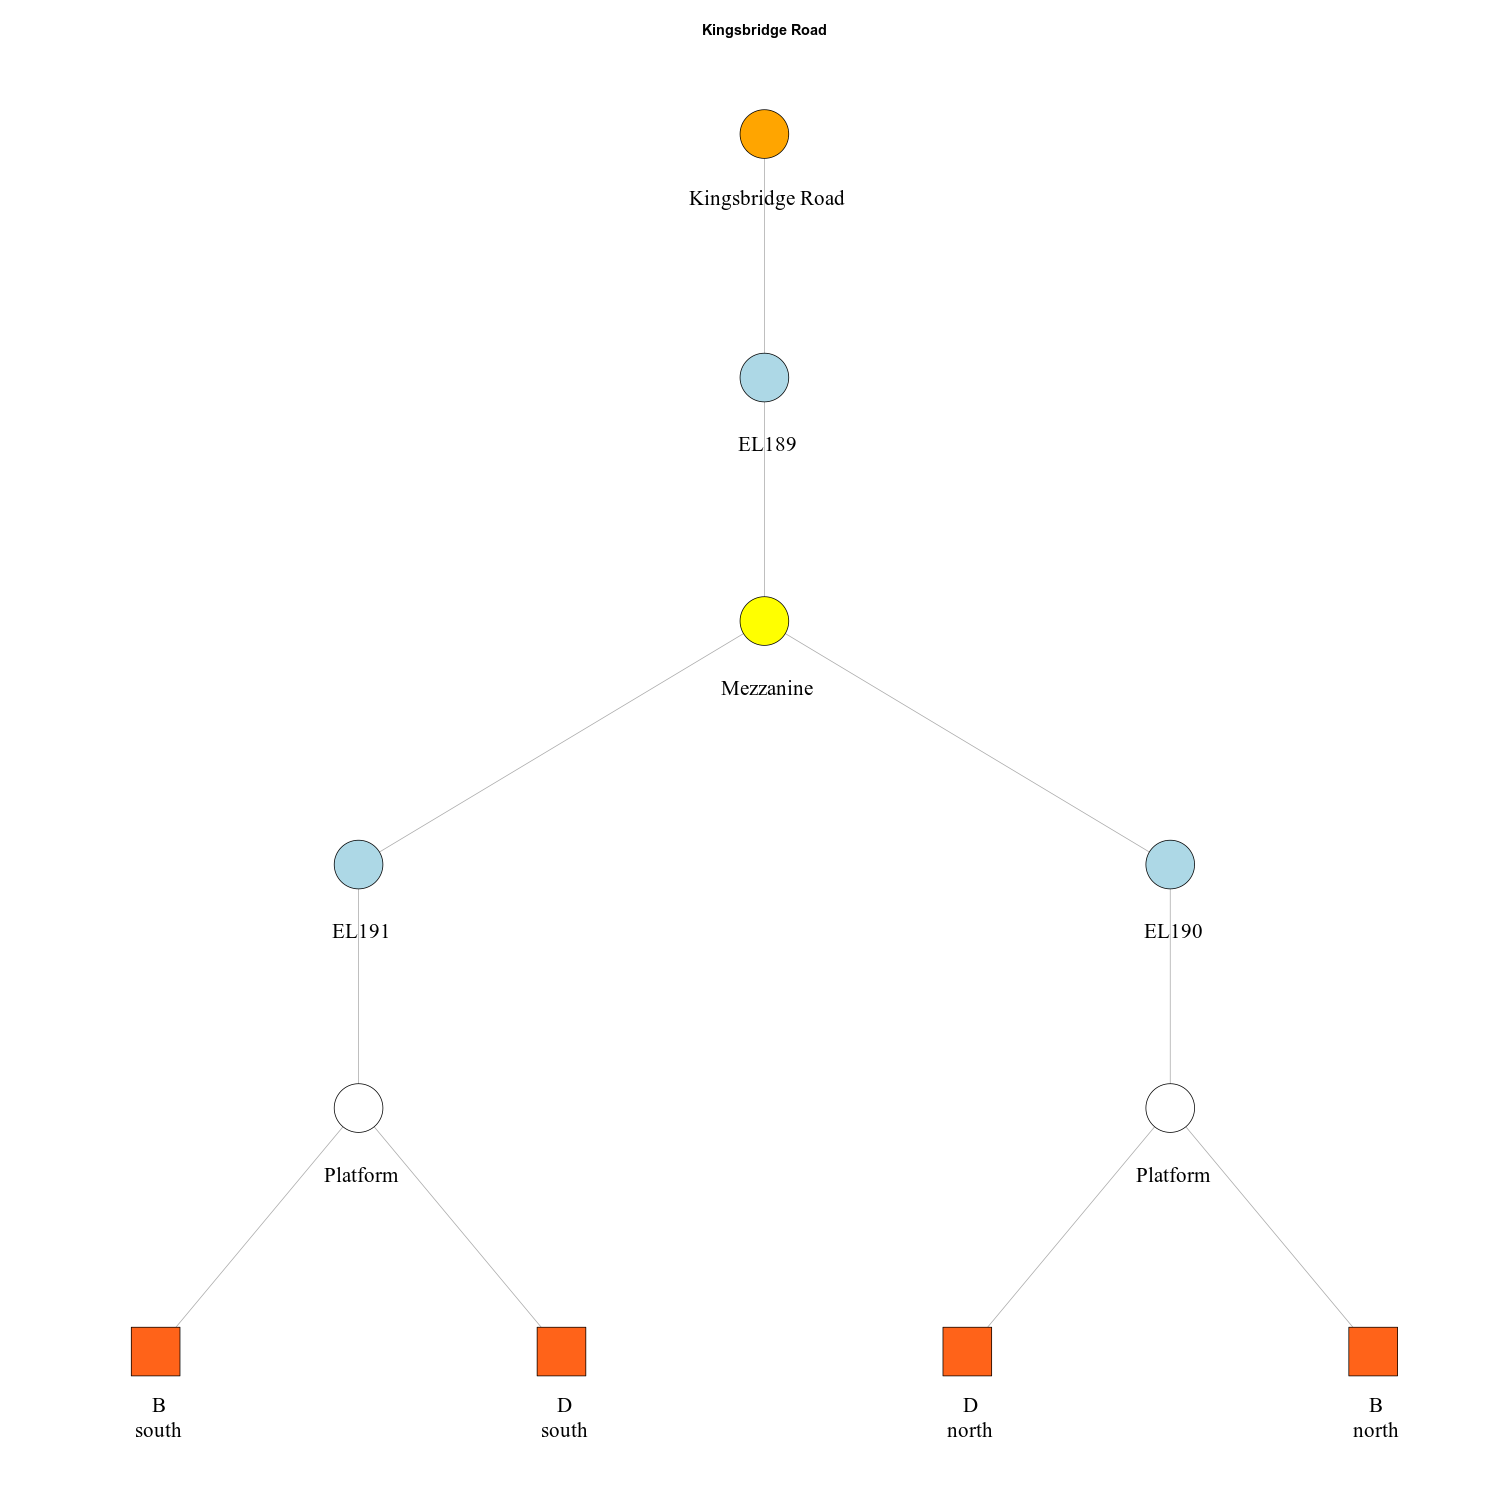 Kingsbridge Road
Kingsbridge Road
EL189
Mezzanine
EL191
EL190
Platform
Platform
B
south
D
south
D
north
B
north